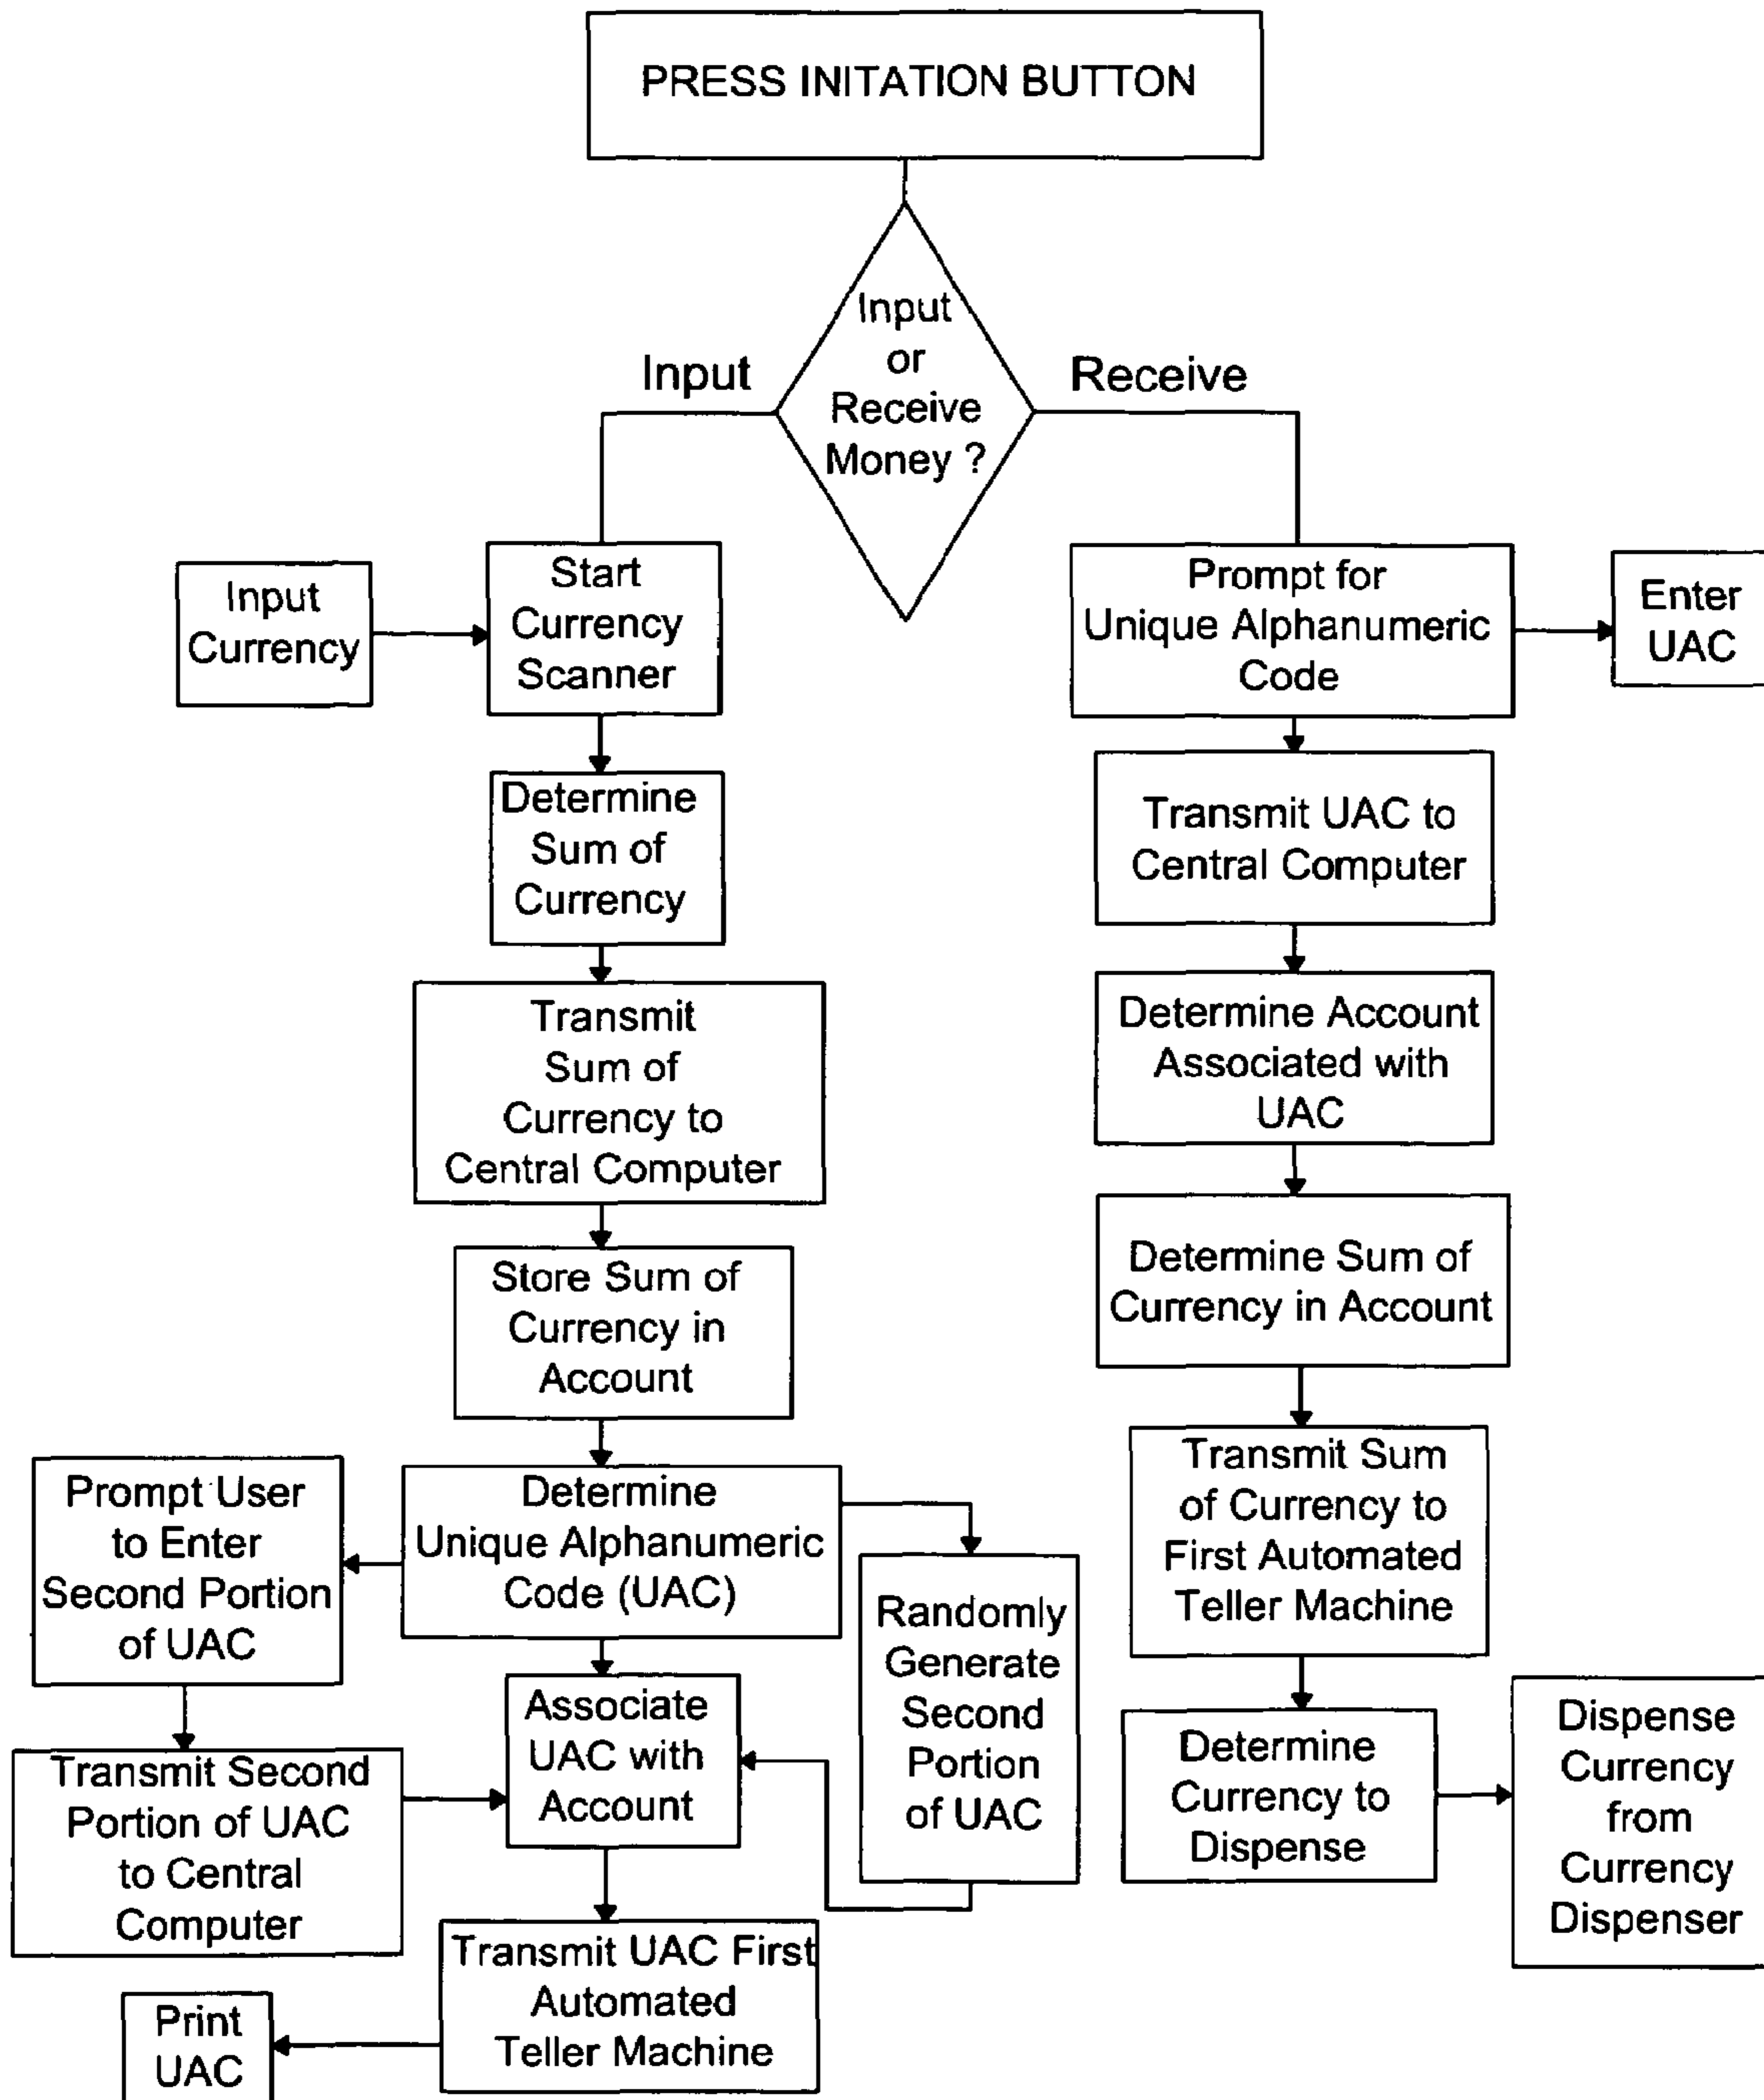 PRESS INITATION BUTTON
Input
or
Receive
Money ?
Input
Receive
Input
Currency
Start
Currency
Scanner
Determine
Sum of
Currency
Transmit
Sum of
Currency to
Central Computer
Store Sum of
Currency in
Account
Determine
Unique Alphanumeric
Code (UAC)
Prompt User
to Enter
Second Portion
of UAC
Transmit Second
Portion of UAC
to Central
Computer
Randomly
Generate
Second
Portion
of UAC
Associate
UAC with
Account
Transmit UAC First
Automated
Teller Machine
Print
UAC
Prompt for
Unique Alphanumeric
Code
Enter
UAC
Transmit UAC to
Central Computer
Determine Account
Associated with
UAC
Determine Sum of
Currency in Account
Transmit Sum
of Currency to
First Automated
Teller Machine
Determine
Currency to
Dispense
Dispense
Currency
from
Currency
Dispenser